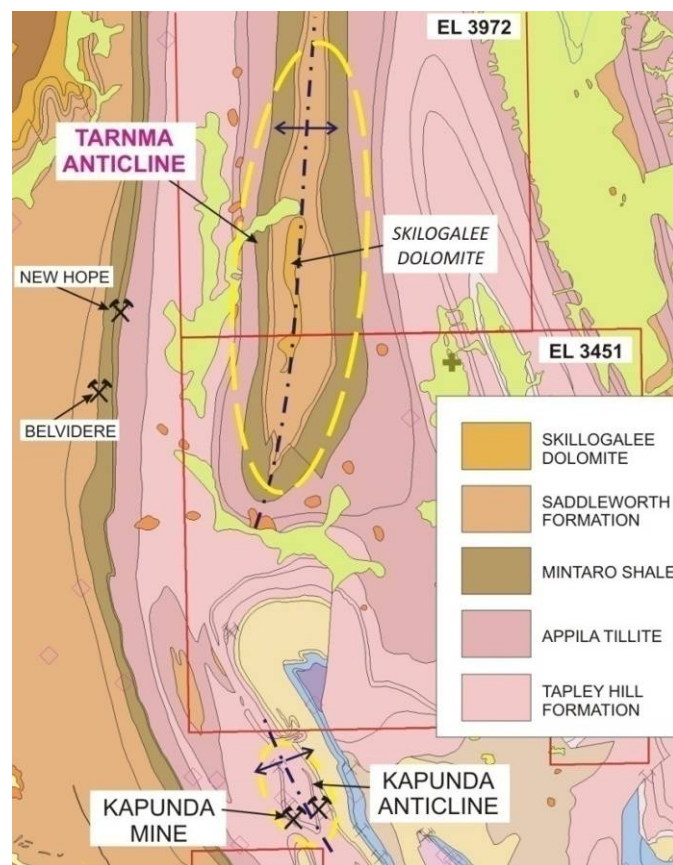 EL 3972
TARNMA
ANTICLINE
SKILOGALEE
DOLOMITE
NEW HOPE
EL 3451
BELVIDERE
SKILLOGALEE
DOLOMITE
SADDLEWORTH
FORMATION
MINTARO SHALE
APPILA TILLITE
TAPLEY HILL
FORMATION
KAPUNDA
ANTICLINE
KAPUNDA
MINE